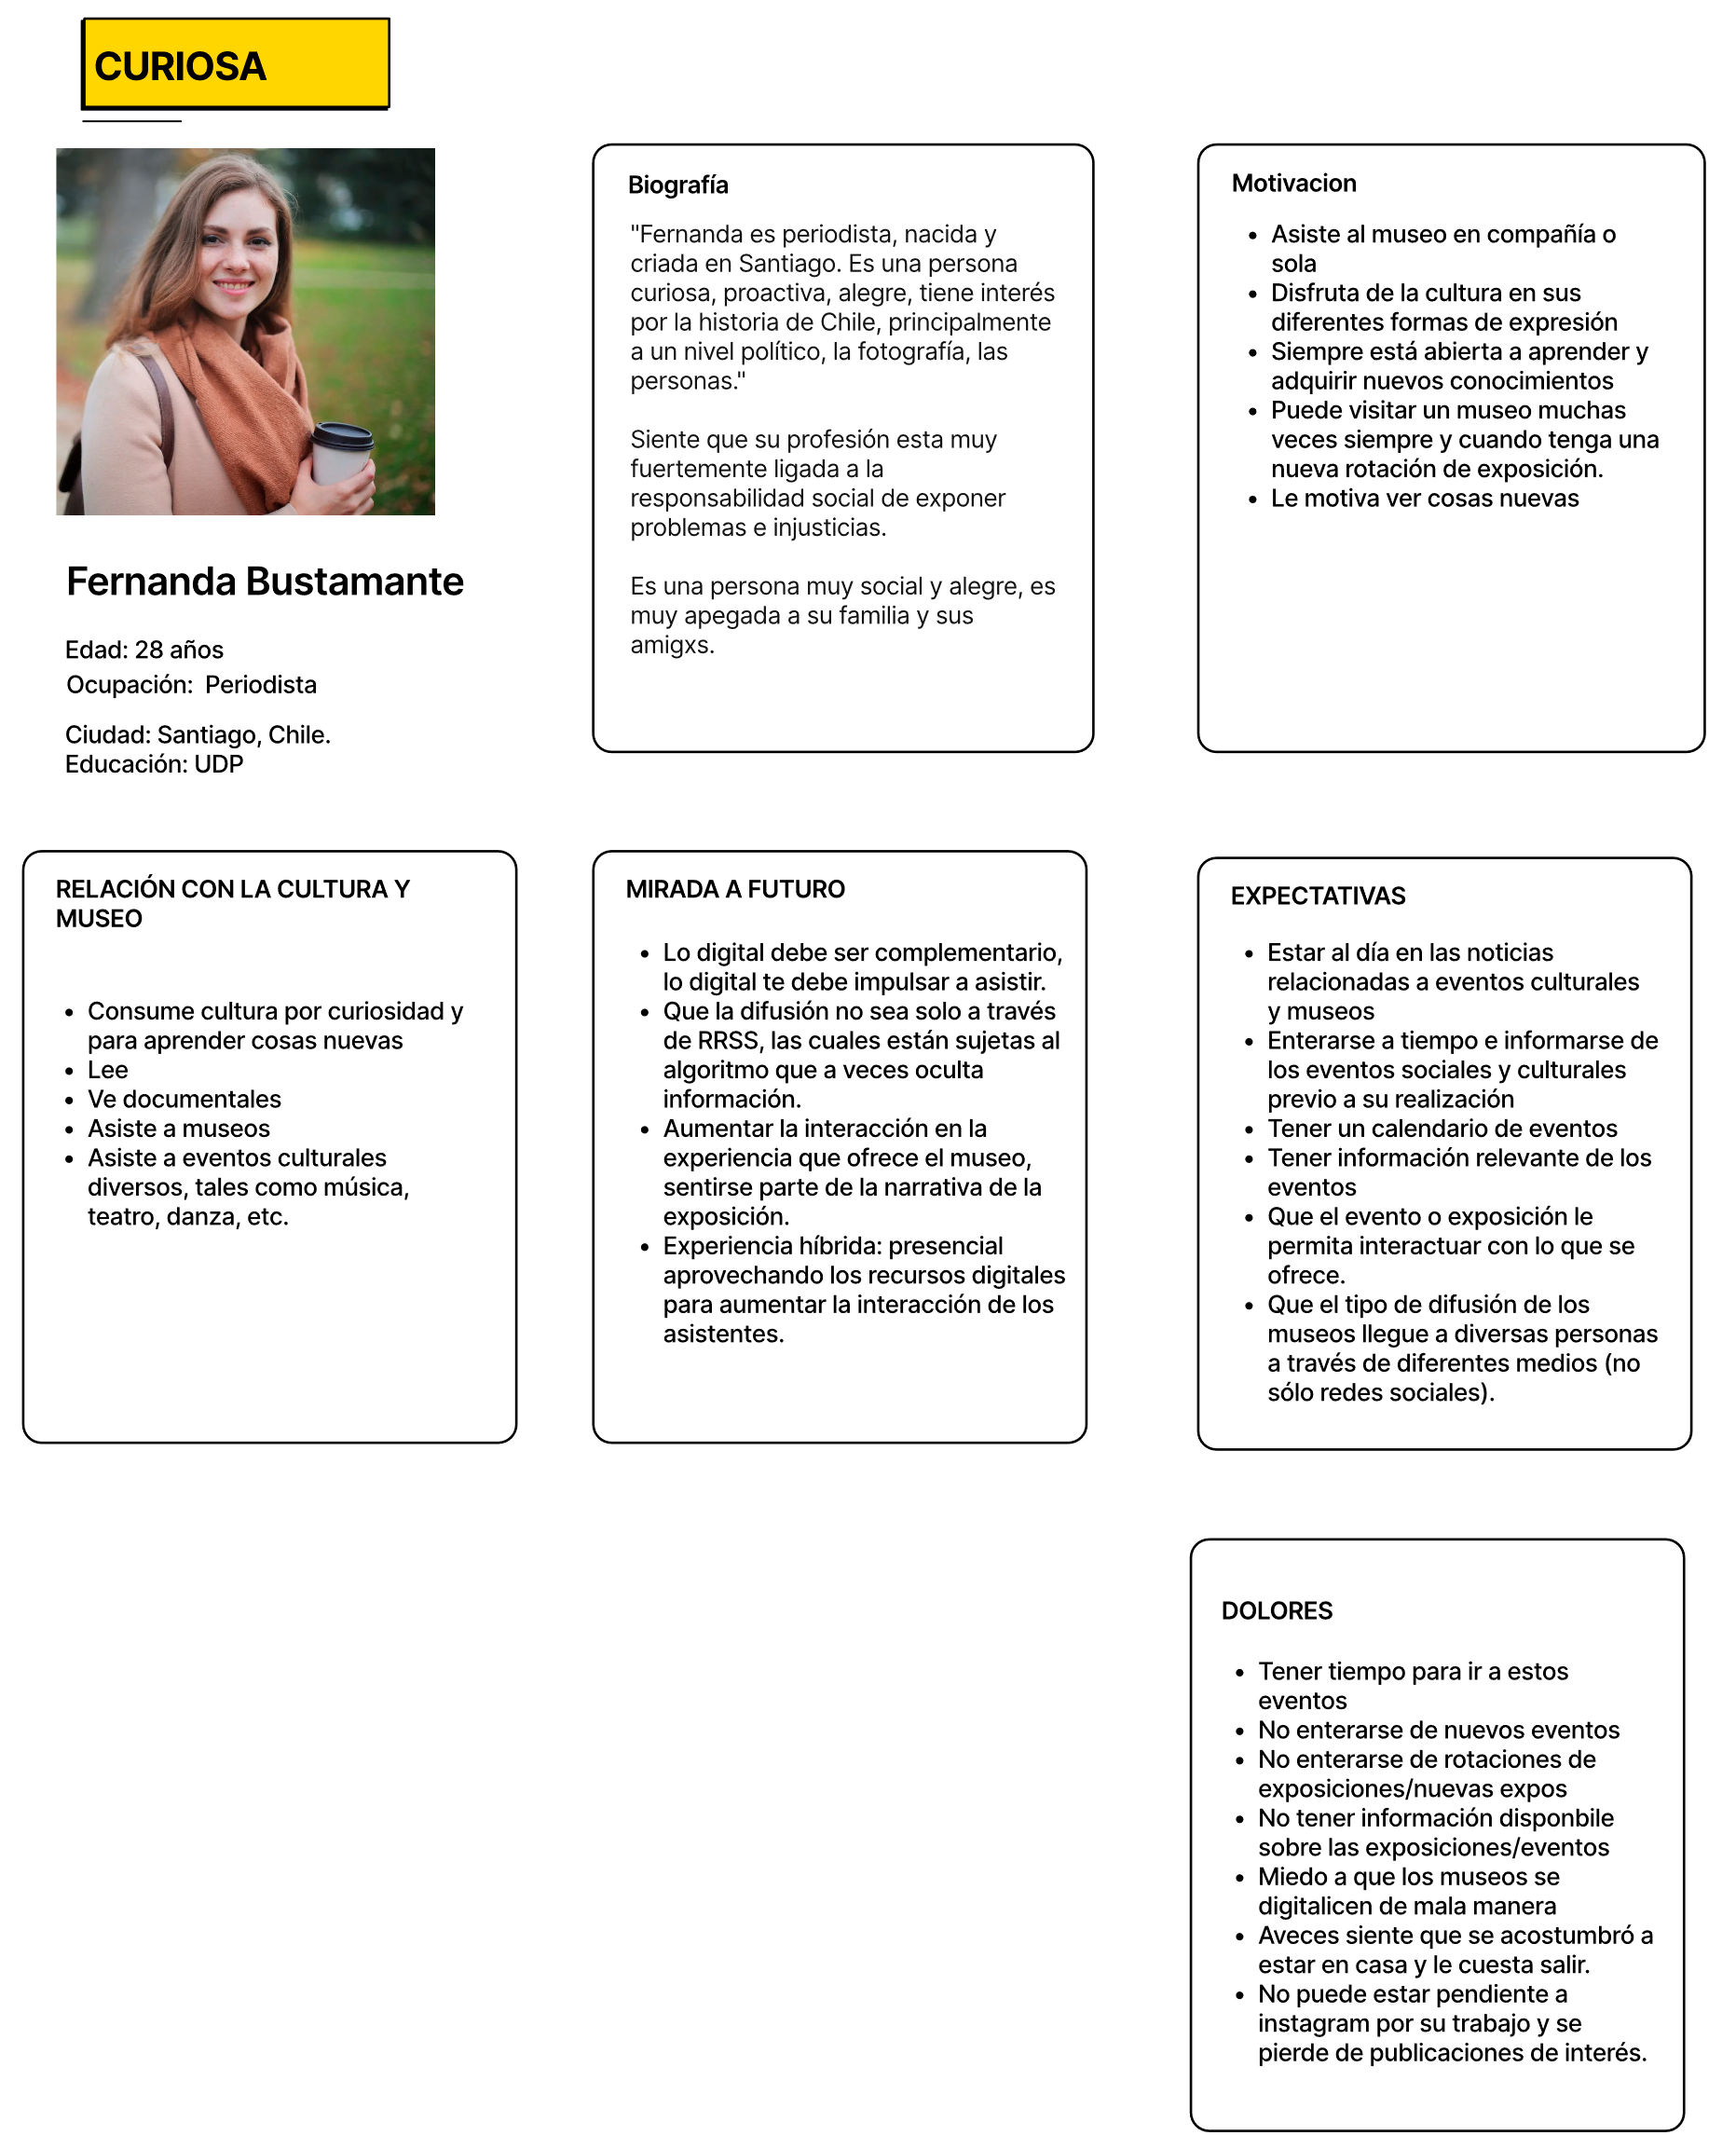 CURIOSA
Fernanda Bustamante
Edad: 28 años
Ocupación:  Periodista
Ciudad: Santiago, Chile.
Educación: UDP
Biografía
"Fernanda es periodista, nacida y
criada en Santiago. Es una persona
curiosa, proactiva, alegre, tiene interés
por la historia de Chile, principalmente
a un nivel político, la fotografía, las
personas."
Siente que su profesión esta muy
fuertemente ligada a la
responsabilidad social de exponer
problemas e injusticias.
Es una persona muy social y alegre, es
muy apegada a su familia y sus
amigxs.
Motivacion
• Asiste al museo en compañía o
sola
• Disfruta de la cultura en sus
diferentes formas de expresión
• Siempre está abierta a aprender y
adquirir nuevos conocimientos
• Puede visitar un museo muchas
veces siempre y cuando tenga una
nueva rotación de exposición.
• Le motiva ver cosas nuevas
RELACIÓN CON LA CULTURA Y
MUSEO
• Consume cultura por curiosidad y
para aprender cosas nuevas
• Lee
• Ve documentales
• Asiste a museos
• Asiste a eventos culturales
diversos, tales como música,
teatro, danza, etc.
MIRADA A FUTURO
• Lo digital debe ser complementario,
lo digital te debe impulsar a asistir.
• Que la difusión no sea solo a través
de RRSS, las cuales están sujetas al
algoritmo que a veces oculta
información.
• Aumentar la interacción en la
experiencia que ofrece el museo,
sentirse parte de la narrativa de la
exposición.
• Experiencia híbrida: presencial
aprovechando los recursos digitales
para aumentar la interacción de los
asistentes.
EXPECTATIVAS
• Estar al día en las noticias
relacionadas a eventos culturales
y museos
• Enterarse a tiempo e informarse de
los eventos sociales y culturales
previo a su realización
• Tener un calendario de eventos
• Tener información relevante de los
eventos
• Que el evento o exposición le
permita interactuar con lo que se
ofrece.
• Que el tipo de difusión de los
museos llegue a diversas personas
a través de diferentes medios (no
sólo redes sociales).
DOLORES
• Tener tiempo para ir a estos
eventos
• No enterarse de nuevos eventos
• No enterarse de rotaciones de
exposiciones/nuevas expos
• No tener información disponbile
sobre las exposiciones/eventos
• Miedo a que los museos se
digitalicen de mala manera
• Aveces siente que se acostumbró a
estar en casa y le cuesta salir.
• No puede estar pendiente a
instagram por su trabajo y se
pierde de publicaciones de interés.